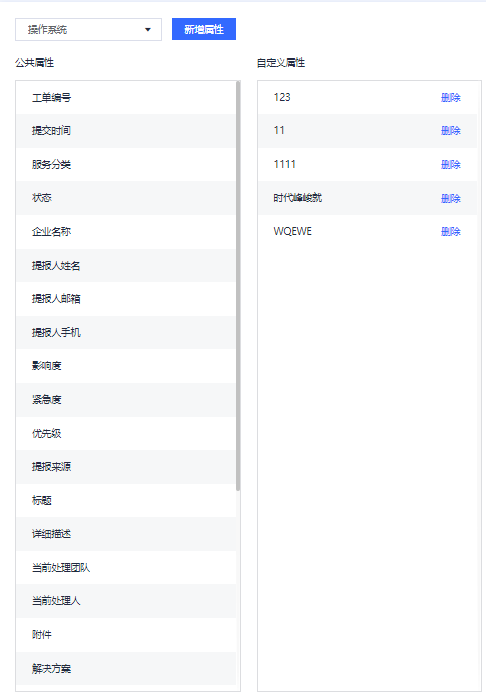 操作系统
新增属性
公共属性
工单编号
提交时间
服务分类
状态
企业名称
提报人姓名
提报人邮箱
提报人手机
影响度
紧急度
优先级
提报来源
标题
详细描述
当前处理团队
当前处理人
附件
解决方案
自定义属性
123 删除
11 删除
1111 删除
时代峰峻就 删除
WQEWE 删除